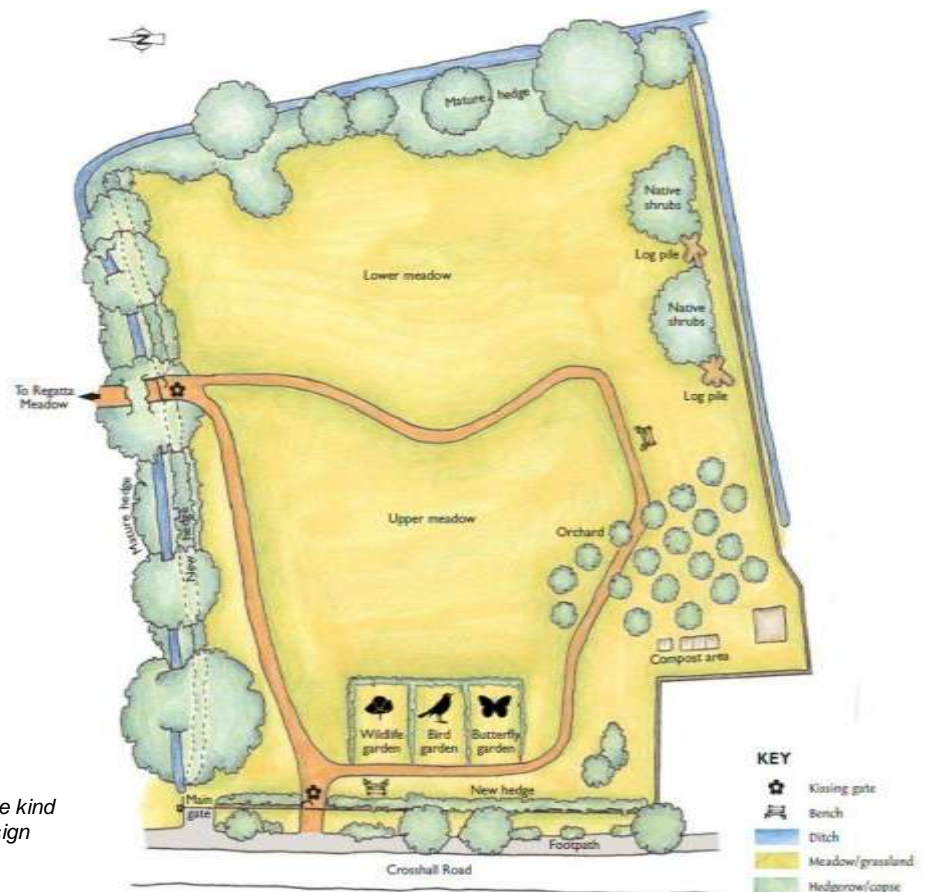 N
Mature hedge
Native
shrubs
Log pile
Lower meadow
Native
shrubs
To Regatta
Meadow
Log pile
Mature hedge
New hedge
Upper meadow
Orchard
Compost area
Wildlife
garden
Bird
garden
Butterfly
garden
Main
gate
New hedge
Footpath
Crosshall Road
e kind
sign
KEY
Kissing gate
Bench
Ditch
Meadow/grassland
Hedgerow/copse